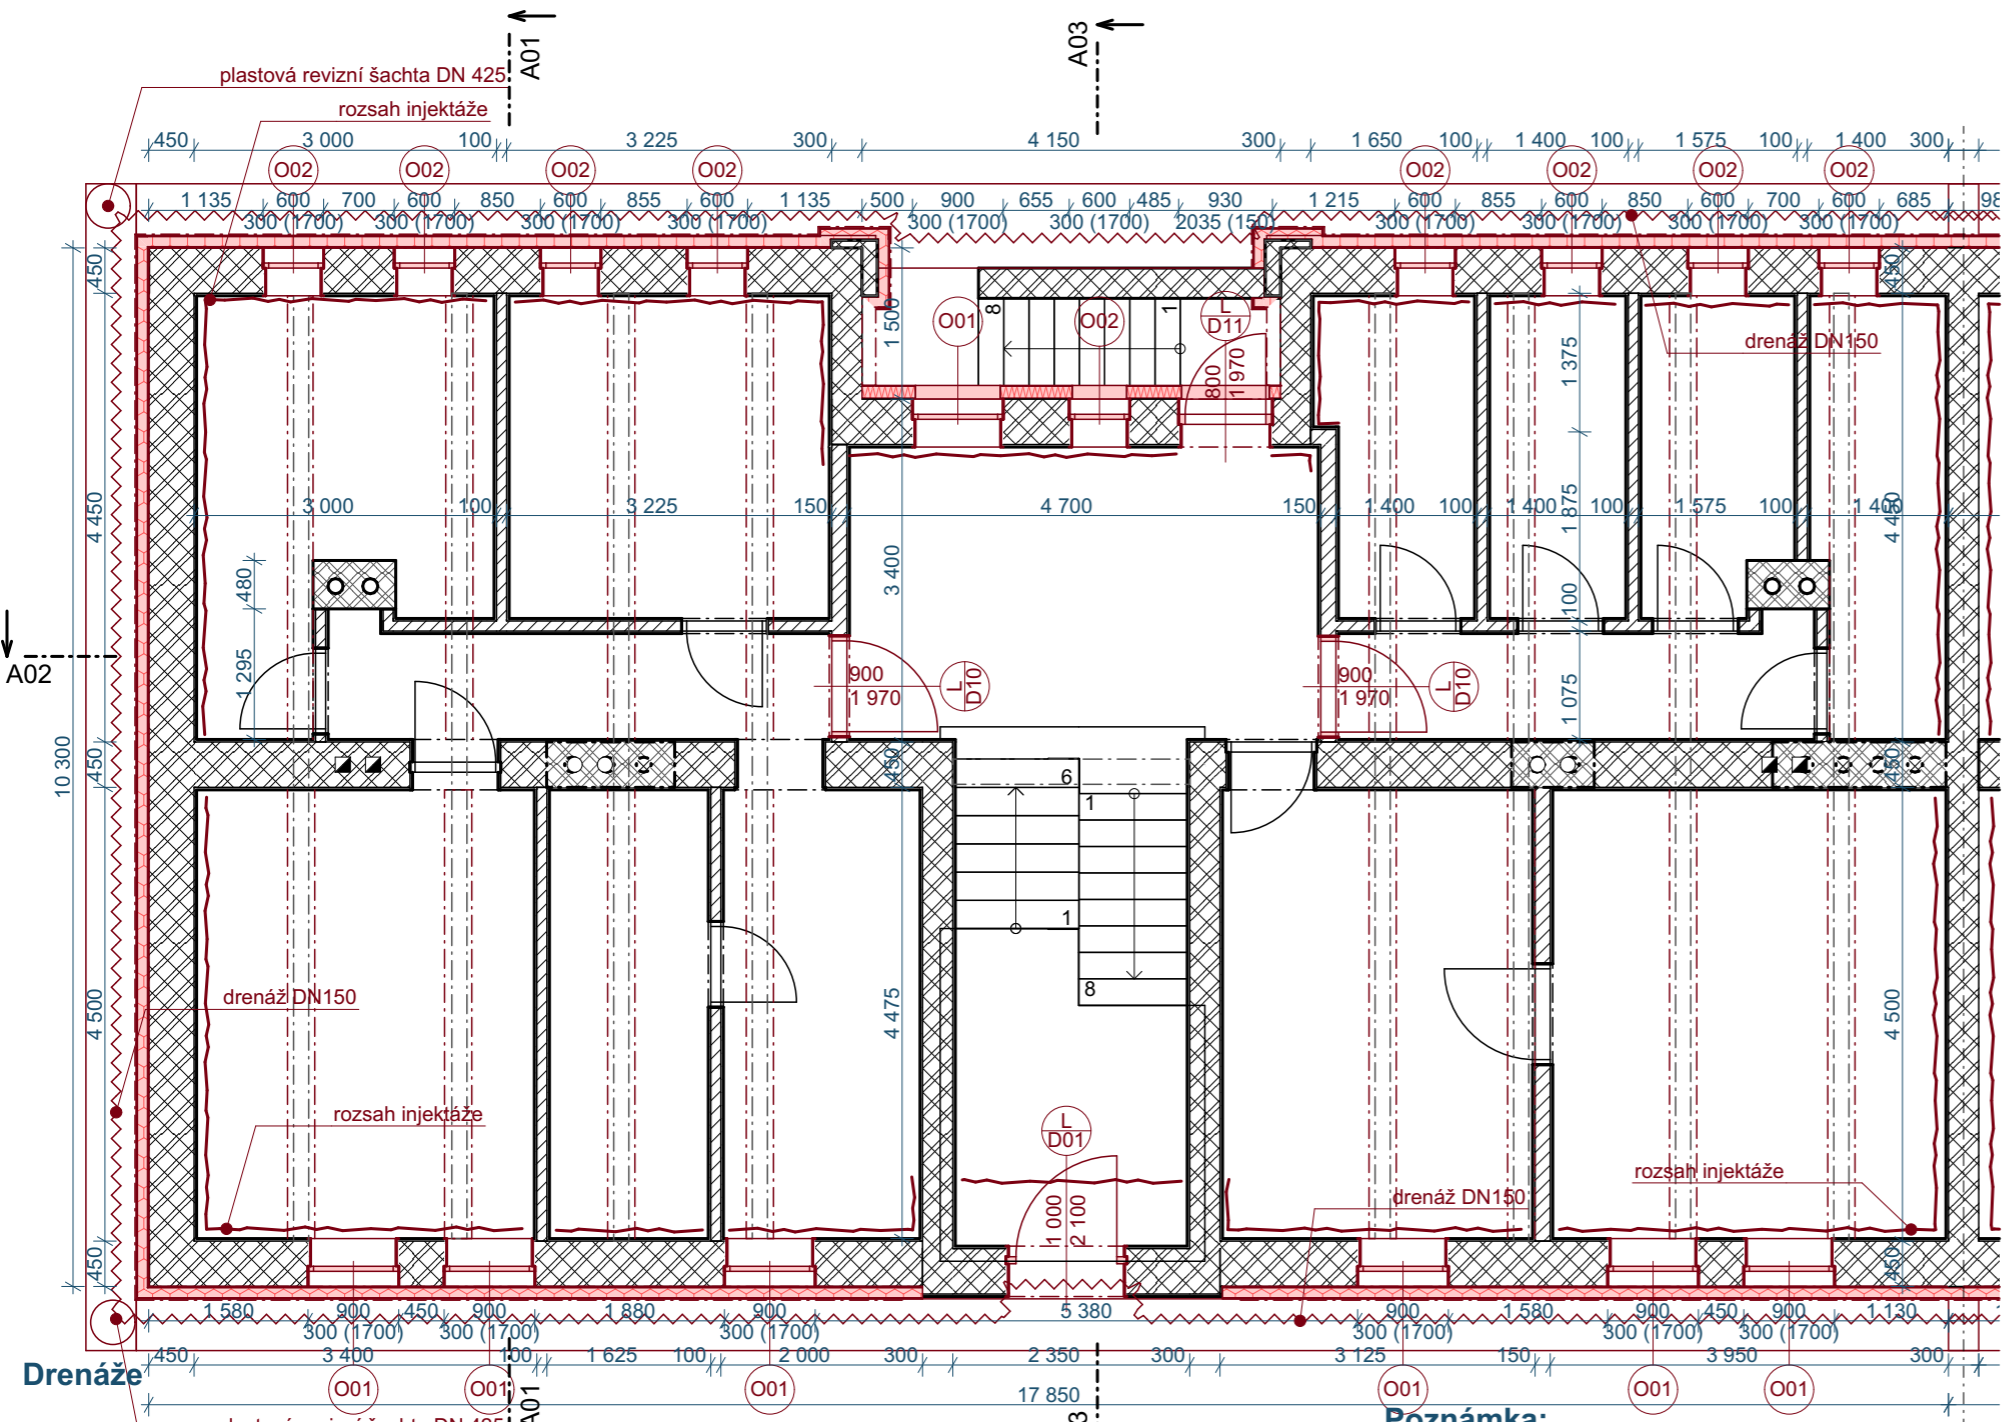 A01
A03
plastová revizní šachta DN 425
rozsah injektáže
450 3 000 100 3 225 300 4 150 300 1 650 100 1 400 100 1 575 100 1 400 300
O02 O02 O02 O02 O02 O02 O02 O02
1 135 600 700 600 850 600 855 600 1 135 500 900 655 600 485 930 1 215 600 855 600 850 600 700 600 685
300 (1700) 300 (1700) 300 (1700) 300 (1700) 300 (1700) 300 (1700) 2035 (150) 300 (1700) 300 (1700) 300 (1700) 300 (1700)
450 450
1 500 8 1
O01 O02 L D11
800 1 970
1 375
drenáž DN150
4 450
3 000 100 3 225 150 4 700 150 1 400 100 1 400 100 1 575 100 1 400
1 875 4 450
480 3 400 100
1 295 1 075
A02
900 L D10 900 L D10
1 970 1 970
10 300
450 450 450 450
6
1
1
8
drenáž DN150
4 500 4 475 4 500
rozsah injektáže
L
D01
1 000 2 100
rozsah injektáže
drenáž DN150
450 450
1 580 900 450 900 1 880 900 5 380 900 1 580 900 450 900 1 130
300 (1700) 300 (1700) 300 (1700) 300 (1700) 300 (1700) 300 (1700)
450 3 400 100 1 625 100 2 000 300 2 350 300 3 125 150 3 950 300
Drenáže
O01 O01 O01 O01 O01 O01
A01
17 850
Poznámka: